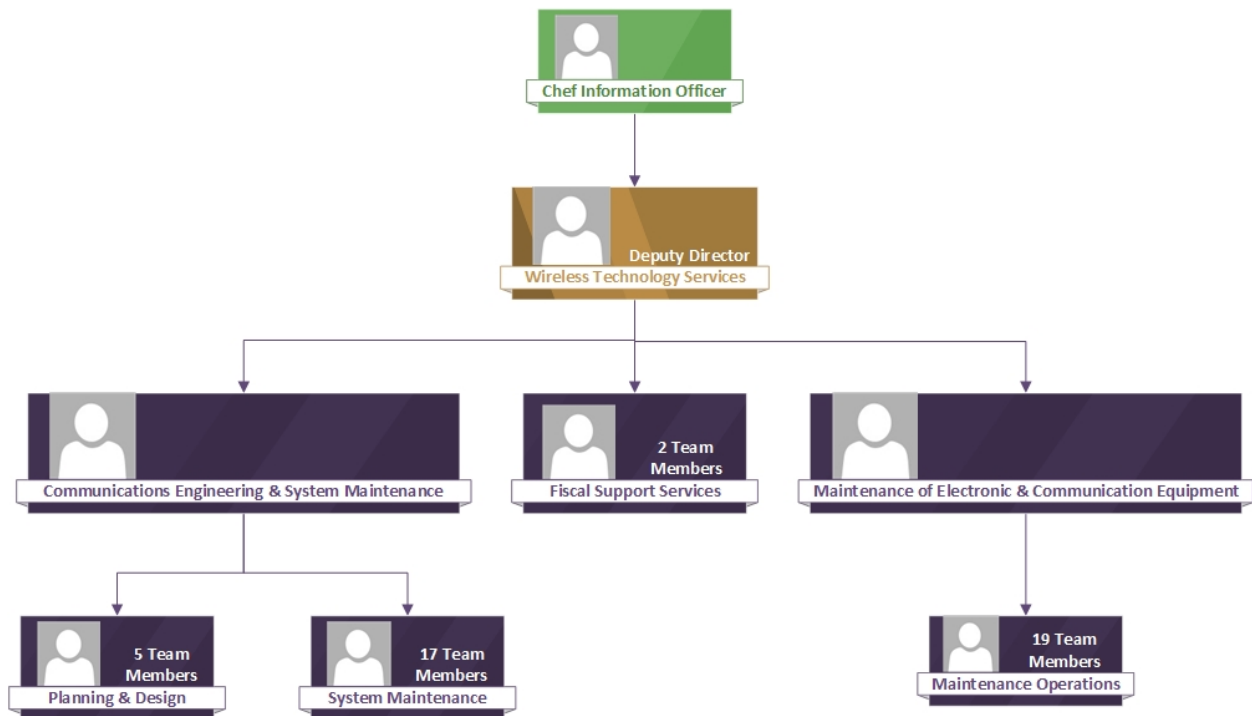 Chef Information Officer
Deputy Director
Wireless Technology Services
Communications Engineering & System Maintenance
2 Team
Members
Fiscal Support Services
Maintenance of Electronic & Communication Equipment
5 Team
Members
Planning & Design
17 Team
Members
System Maintenance
19 Team
Members
Maintenance Operations